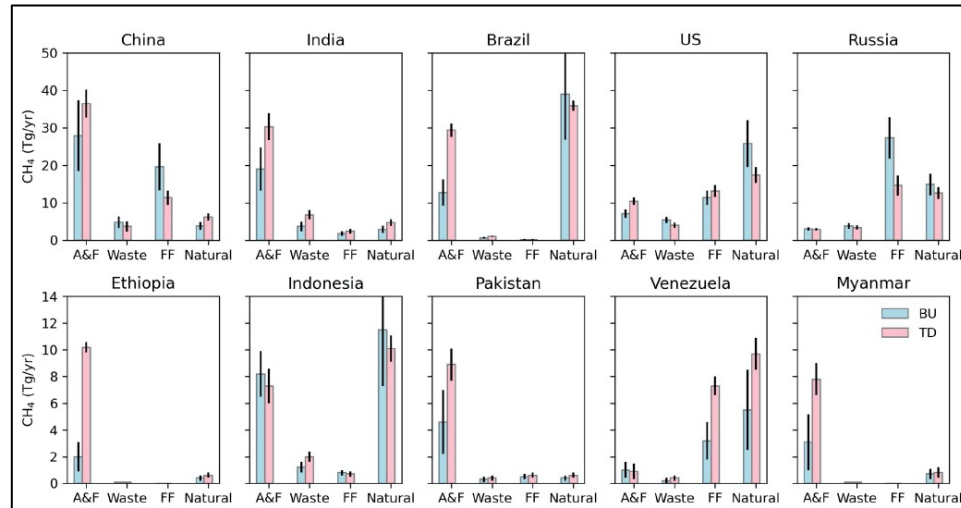 China India Brazil US Russia
50
40
30
20
10
0
CH₄ (Tg/yr)
A&F Waste FF Natural A&F Waste FF Natural A&F Waste FF Natural A&F Waste FF Natural A&F Waste FF Natural
Ethiopia Indonesia Pakistan Venezuela Myanmar
14
12
10
8
6
4
2
0
CH₄ (Tg/yr)
BU
TD
A&F Waste FF Natural A&F Waste FF Natural A&F Waste FF Natural A&F Waste FF Natural A&F Waste FF Natural